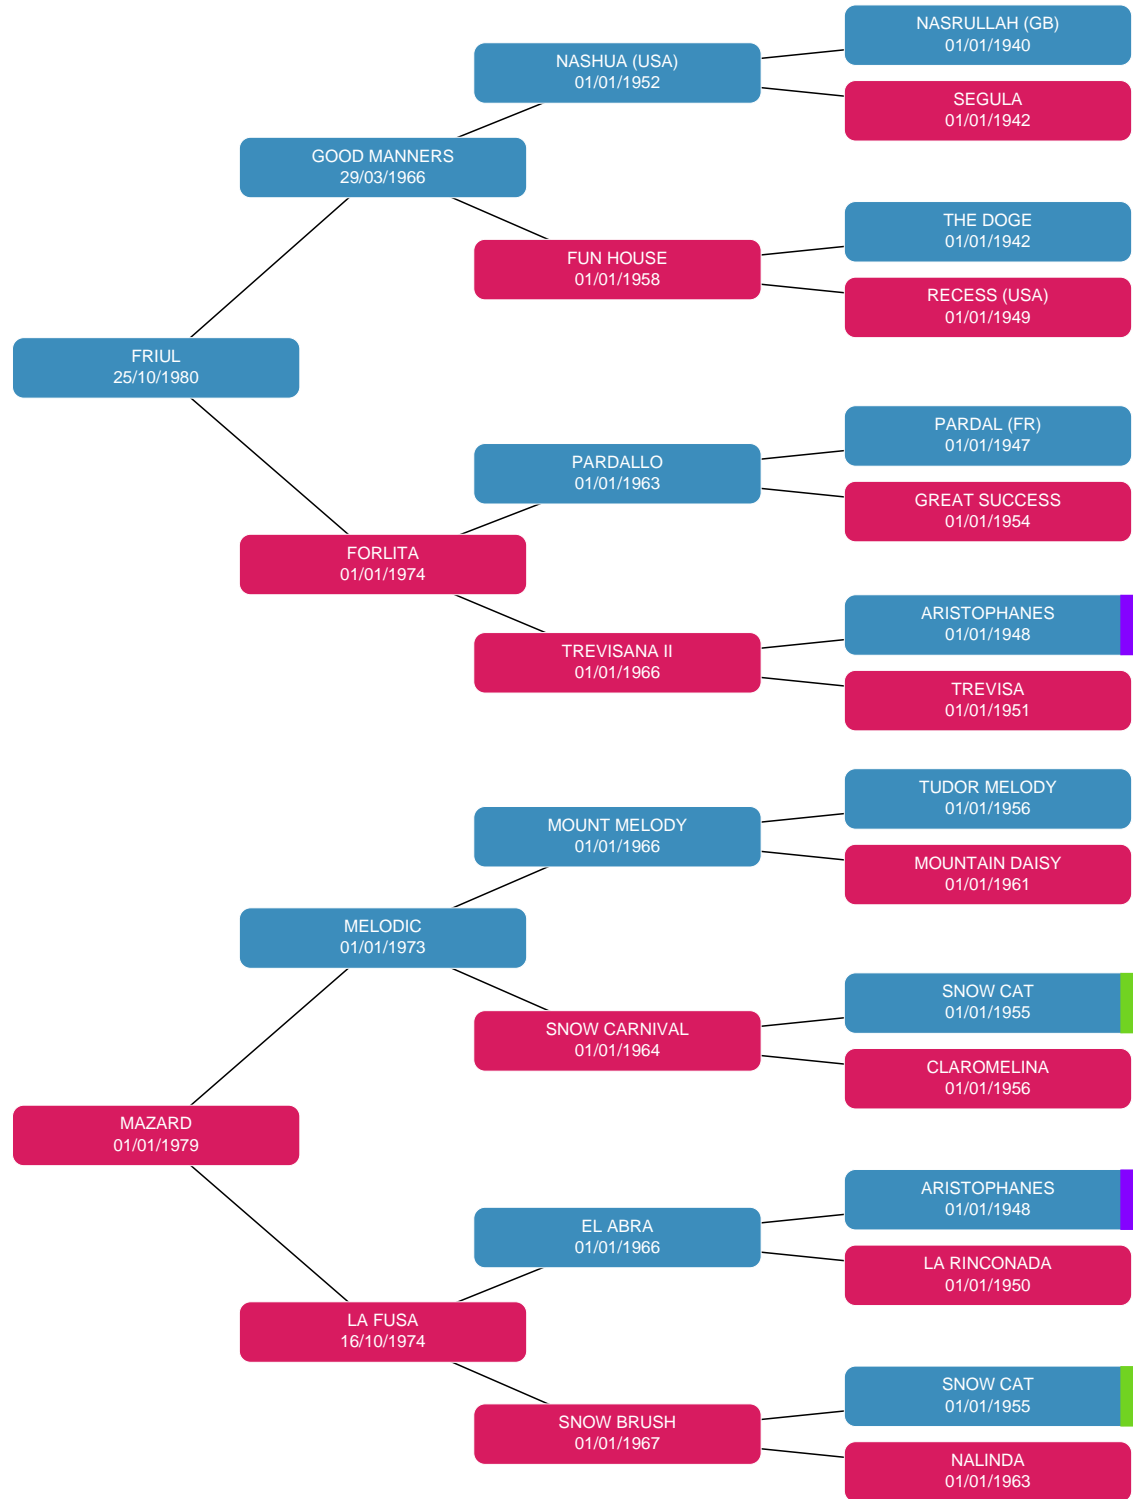 NASRULLAH (GB)
01/01/1940
NASHUA (USA)
01/01/1952
SEGULA
01/01/1942
GOOD MANNERS
29/03/1966
THE DOGE
01/01/1942
FUN HOUSE
01/01/1958
RECESS (USA)
01/01/1949
FRIUL
25/10/1980
PARDAL (FR)
01/01/1947
PARDALLO
01/01/1963
GREAT SUCCESS
01/01/1954
FORLITA
01/01/1974
ARISTOPHANES
01/01/1948
TREVISANA II
01/01/1966
TREVISA
01/01/1951
TUDOR MELODY
01/01/1956
MOUNT MELODY
01/01/1966
MOUNTAIN DAISY
01/01/1961
MELODIC
01/01/1973
SNOW CAT
01/01/1955
SNOW CARNIVAL
01/01/1964
CLAROMELINA
01/01/1956
MAZARD
01/01/1979
ARISTOPHANES
01/01/1948
EL ABRA
01/01/1966
LA RINCONADA
01/01/1950
LA FUSA
16/10/1974
SNOW CAT
01/01/1955
SNOW BRUSH
01/01/1967
NALINDA
01/01/1963